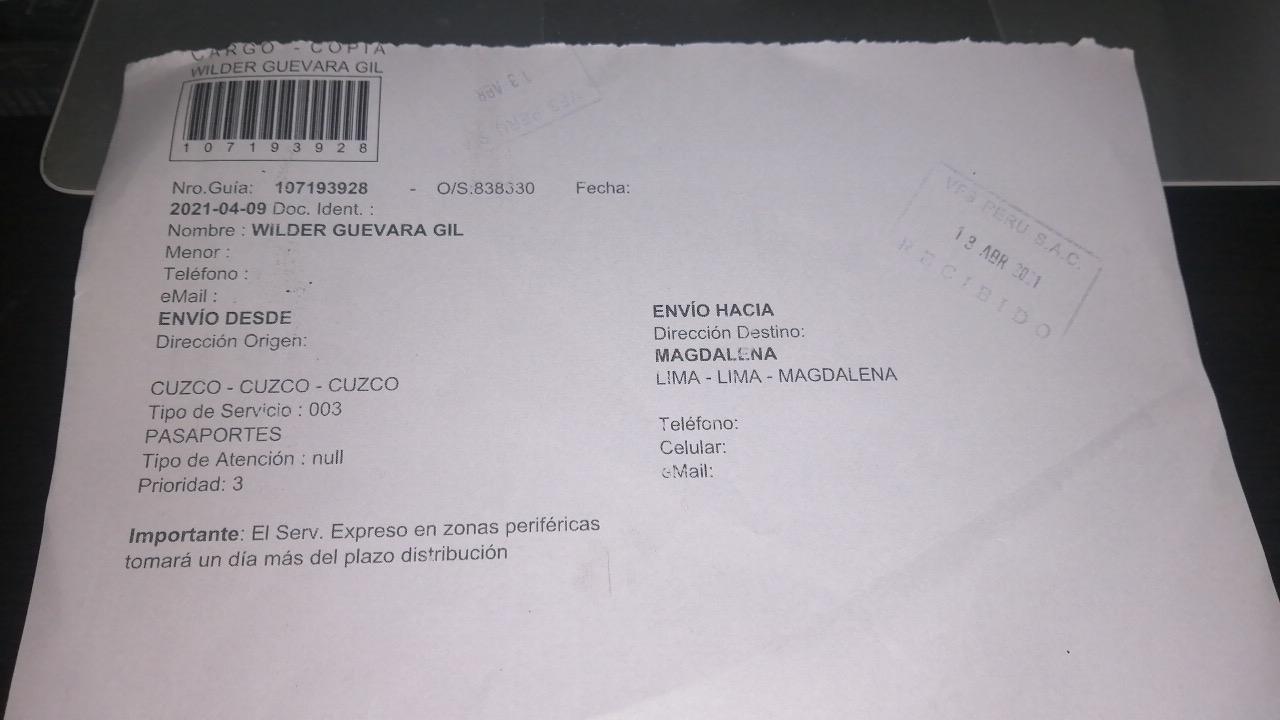 CARGO - COPIA
WILDER GUEVARA GIL
107193928
13 ABR
VFS PERU
Nro.Guía: 107193928 - O/S:838330 Fecha:
2021-04-09 Doc. Ident. :
Nombre : WILDER GUEVARA GIL
Menor :
Teléfono :
eMail :
ENVÍO DESDE
Dirección Origen:
CUZCO - CUZCO - CUZCO
Tipo de Servicio : 003
PASAPORTES
Tipo de Atención : null
Prioridad: 3
VFS PERU S.A.C.
13 ABR 2021
RECIBIDO
ENVÍO HACIA
Dirección Destino:
MAGDALENA
LIMA - LIMA - MAGDALENA
Teléfono:
Celular:
eMail:
Importante: El Serv. Expreso en zonas periféricas
tomará un día más del plazo distribución